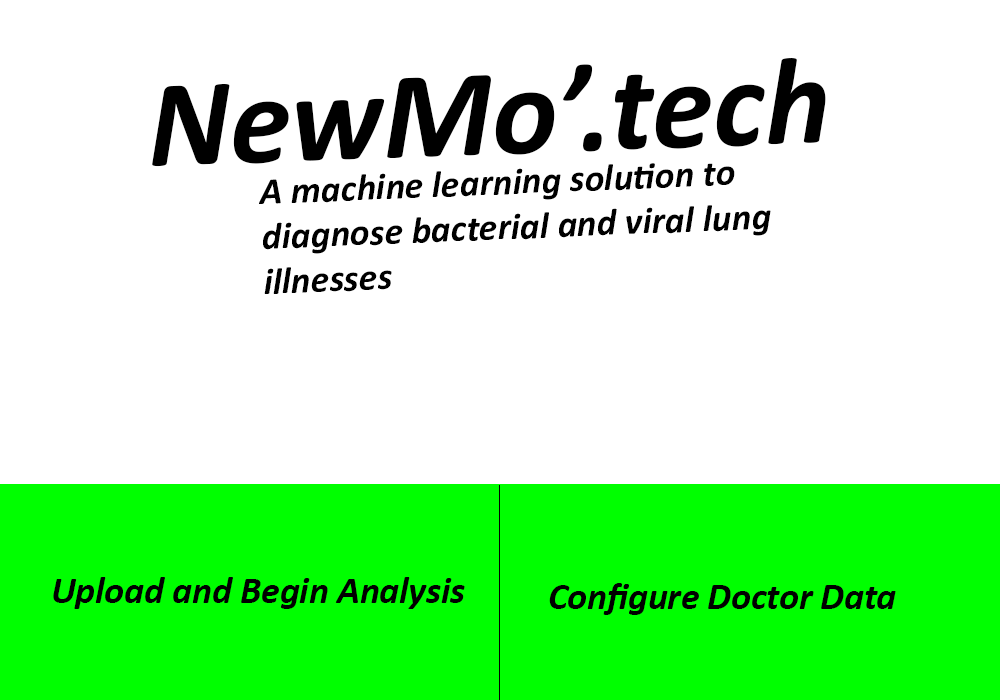 NewMo’.tech
A machine learning solution to
diagnose bacterial and viral lung
illnesses
Upload and Begin Analysis
Configure Doctor Data